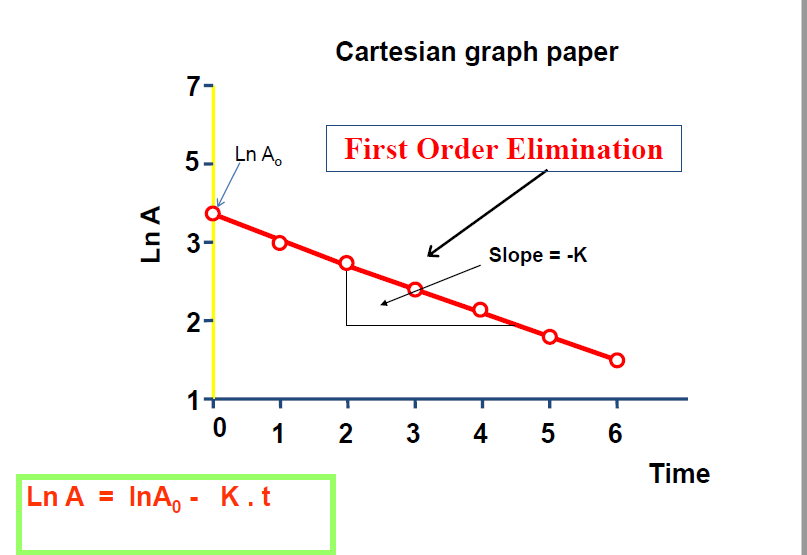 Cartesian graph paper
7
Ln Aₒ
First Order Elimination
5
Ln A
3
Slope = -K
2
1
0 1 2 3 4 5 6
Time
Ln A = lnA₀ - K . t